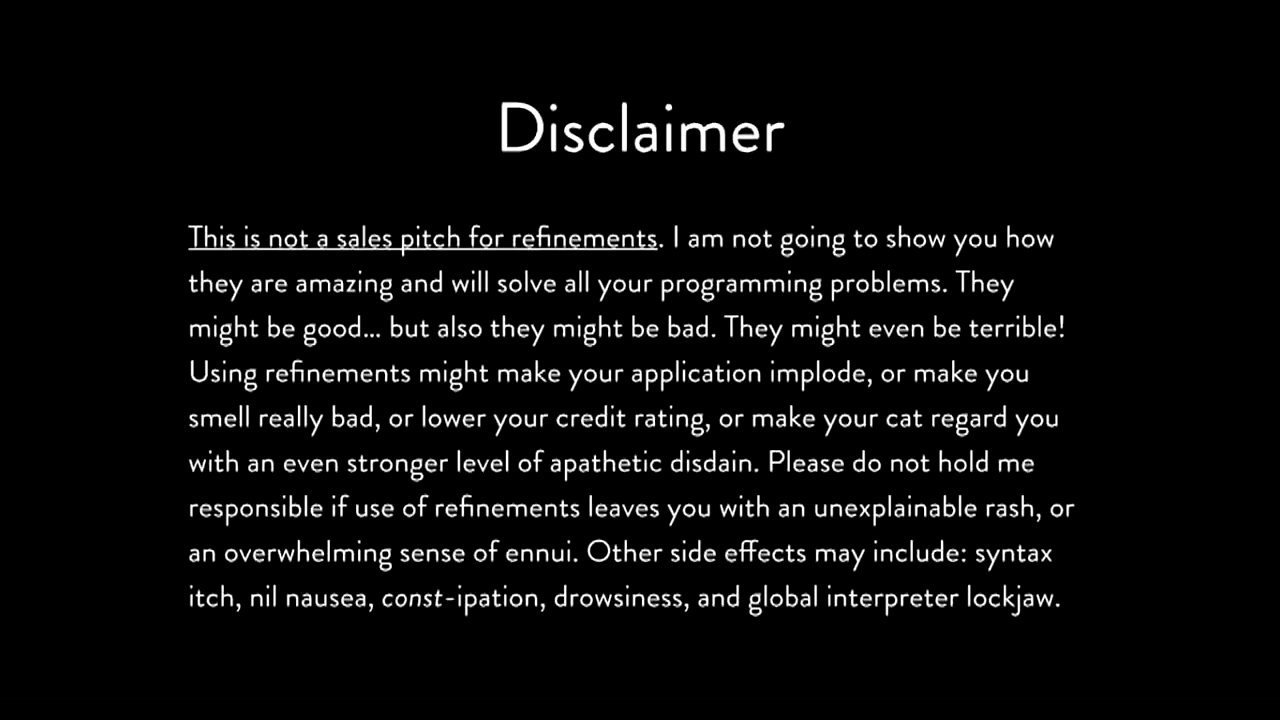 Disclaimer
This is not a sales pitch for refinements. I am not going to show you how
they are amazing and will solve all your programming problems. They
might be good... but also they might be bad. They might even be terrible!
Using refinements might make your application implode, or make you
smell really bad, or lower your credit rating, or make your cat regard you
with an even stronger level of apathetic disdain. Please do not hold me
responsible if use of refinements leaves you with an unexplainable rash, or
an overwhelming sense of ennui. Other side effects may include: syntax
itch, nil nausea, const-ipation, drowsiness, and global interpreter lockjaw.